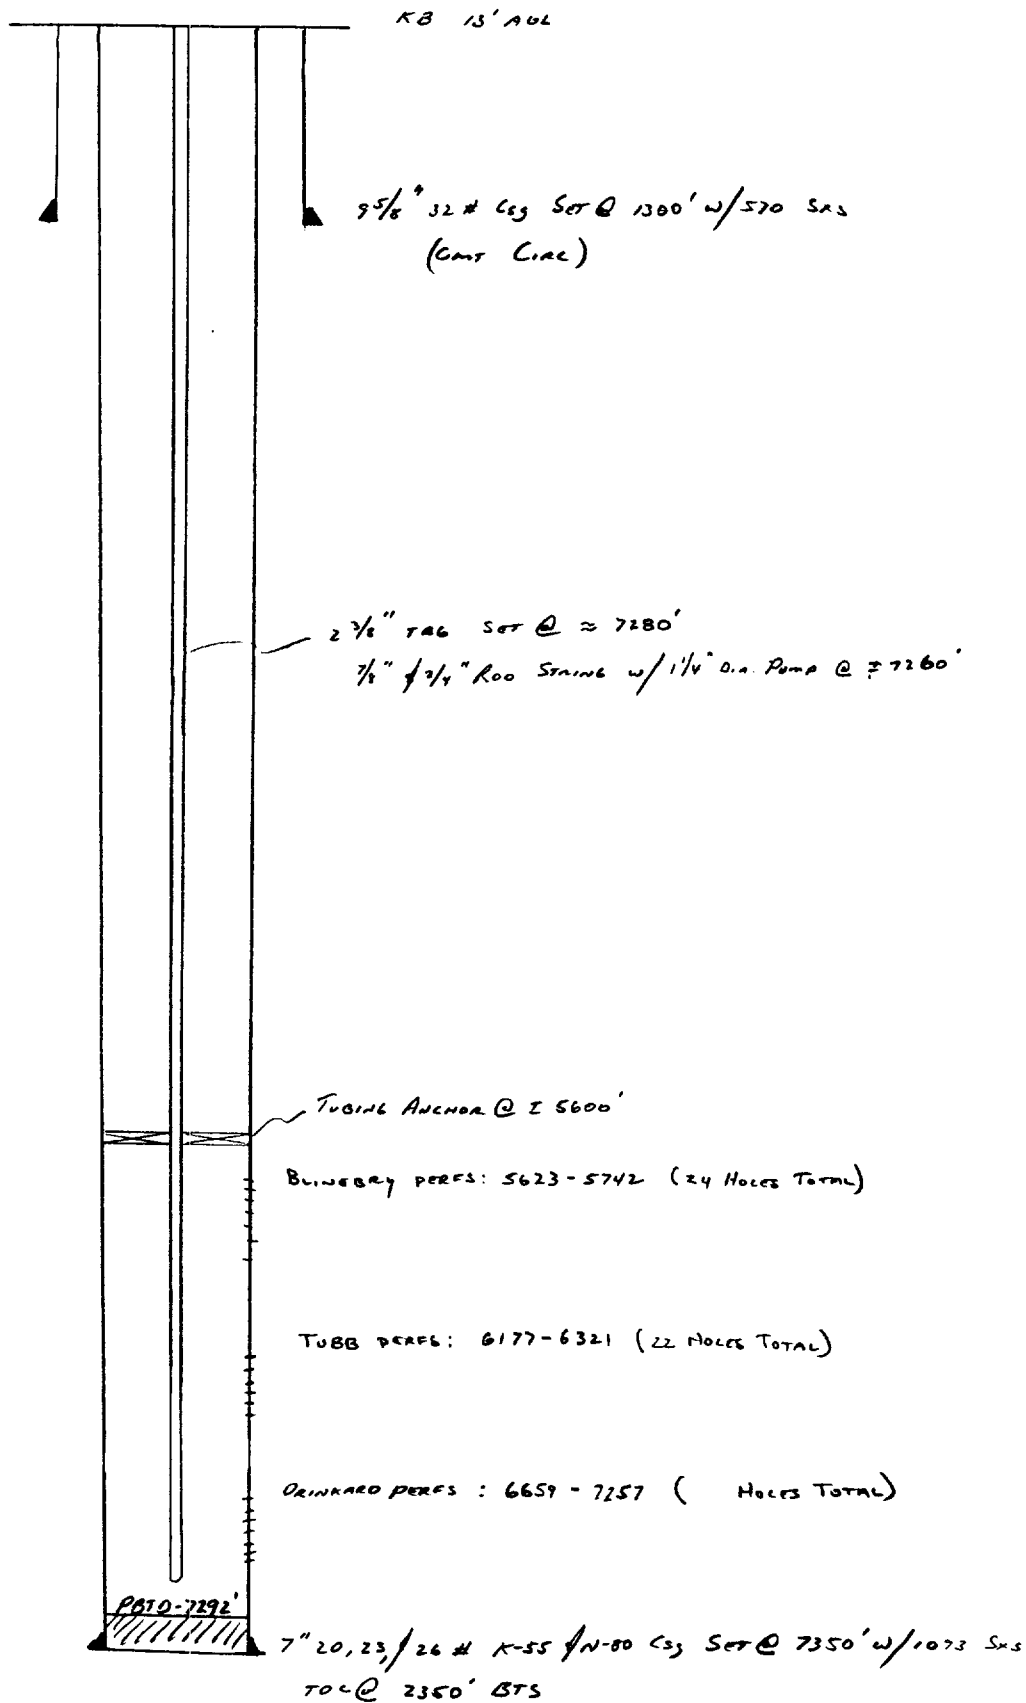 KB 13' AGL
9 5/8" 32 # Csg Set @ 1300' w/570 Sxs
(Cmt Circ)
2 3/8" TBG Set @ ≈ 7280'
7/8" & 3/4" Rod String w/ 1 1/4" Dia. Pump @ ± 7260'
Tubing Anchor @ ± 5600'
Blinebry perfs: 5623-5742 (24 Holes Total)
Tubb perfs: 6177-6321 (22 Holes Total)
Drinkard perfs : 6659 - 7257 ( Holes Total)
PBTD-7292'
7" 20, 23, & 26 # K-55 & N-80 Csg Set @ 7350' w/1073 Sxs
TOC @ 2350' BTS